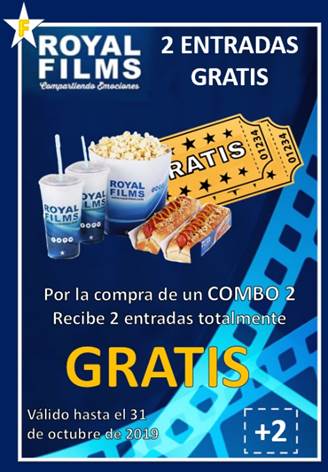 F
ROYAL
FILMS
Compartiendo Emociones
2 ENTRADAS
GRATIS
GRATIS
01234
01234
ROYAL
FILMS
ROYAL
FILMS
OYAL
FILMS
Por la compra de un COMBO 2
Recibe 2 entradas totalmente
GRATIS
Válido hasta el 31
de octubre de 2019
+2